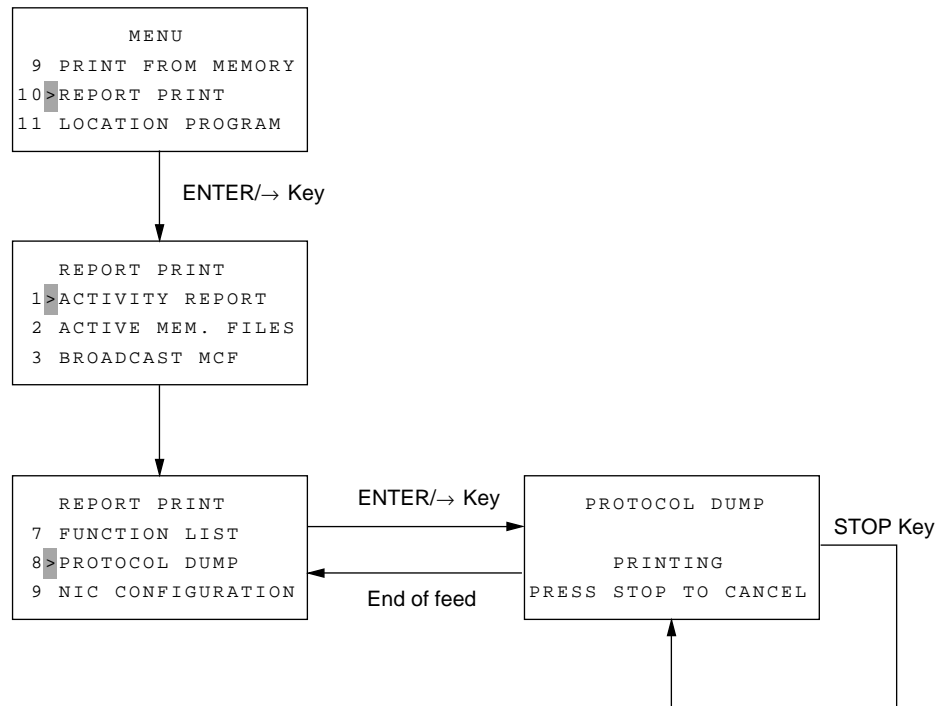 MENU
9 PRINT FROM MEMORY
10>REPORT PRINT
11 LOCATION PROGRAM
ENTER/→ Key
REPORT PRINT
1>ACTIVITY REPORT
2 ACTIVE MEM. FILES
3 BROADCAST MCF
REPORT PRINT
7 FUNCTION LIST
8>PROTOCOL DUMP
9 NIC CONFIGURATION
ENTER/→ Key
End of feed
PROTOCOL DUMP
PRINTING
PRESS STOP TO CANCEL
STOP Key